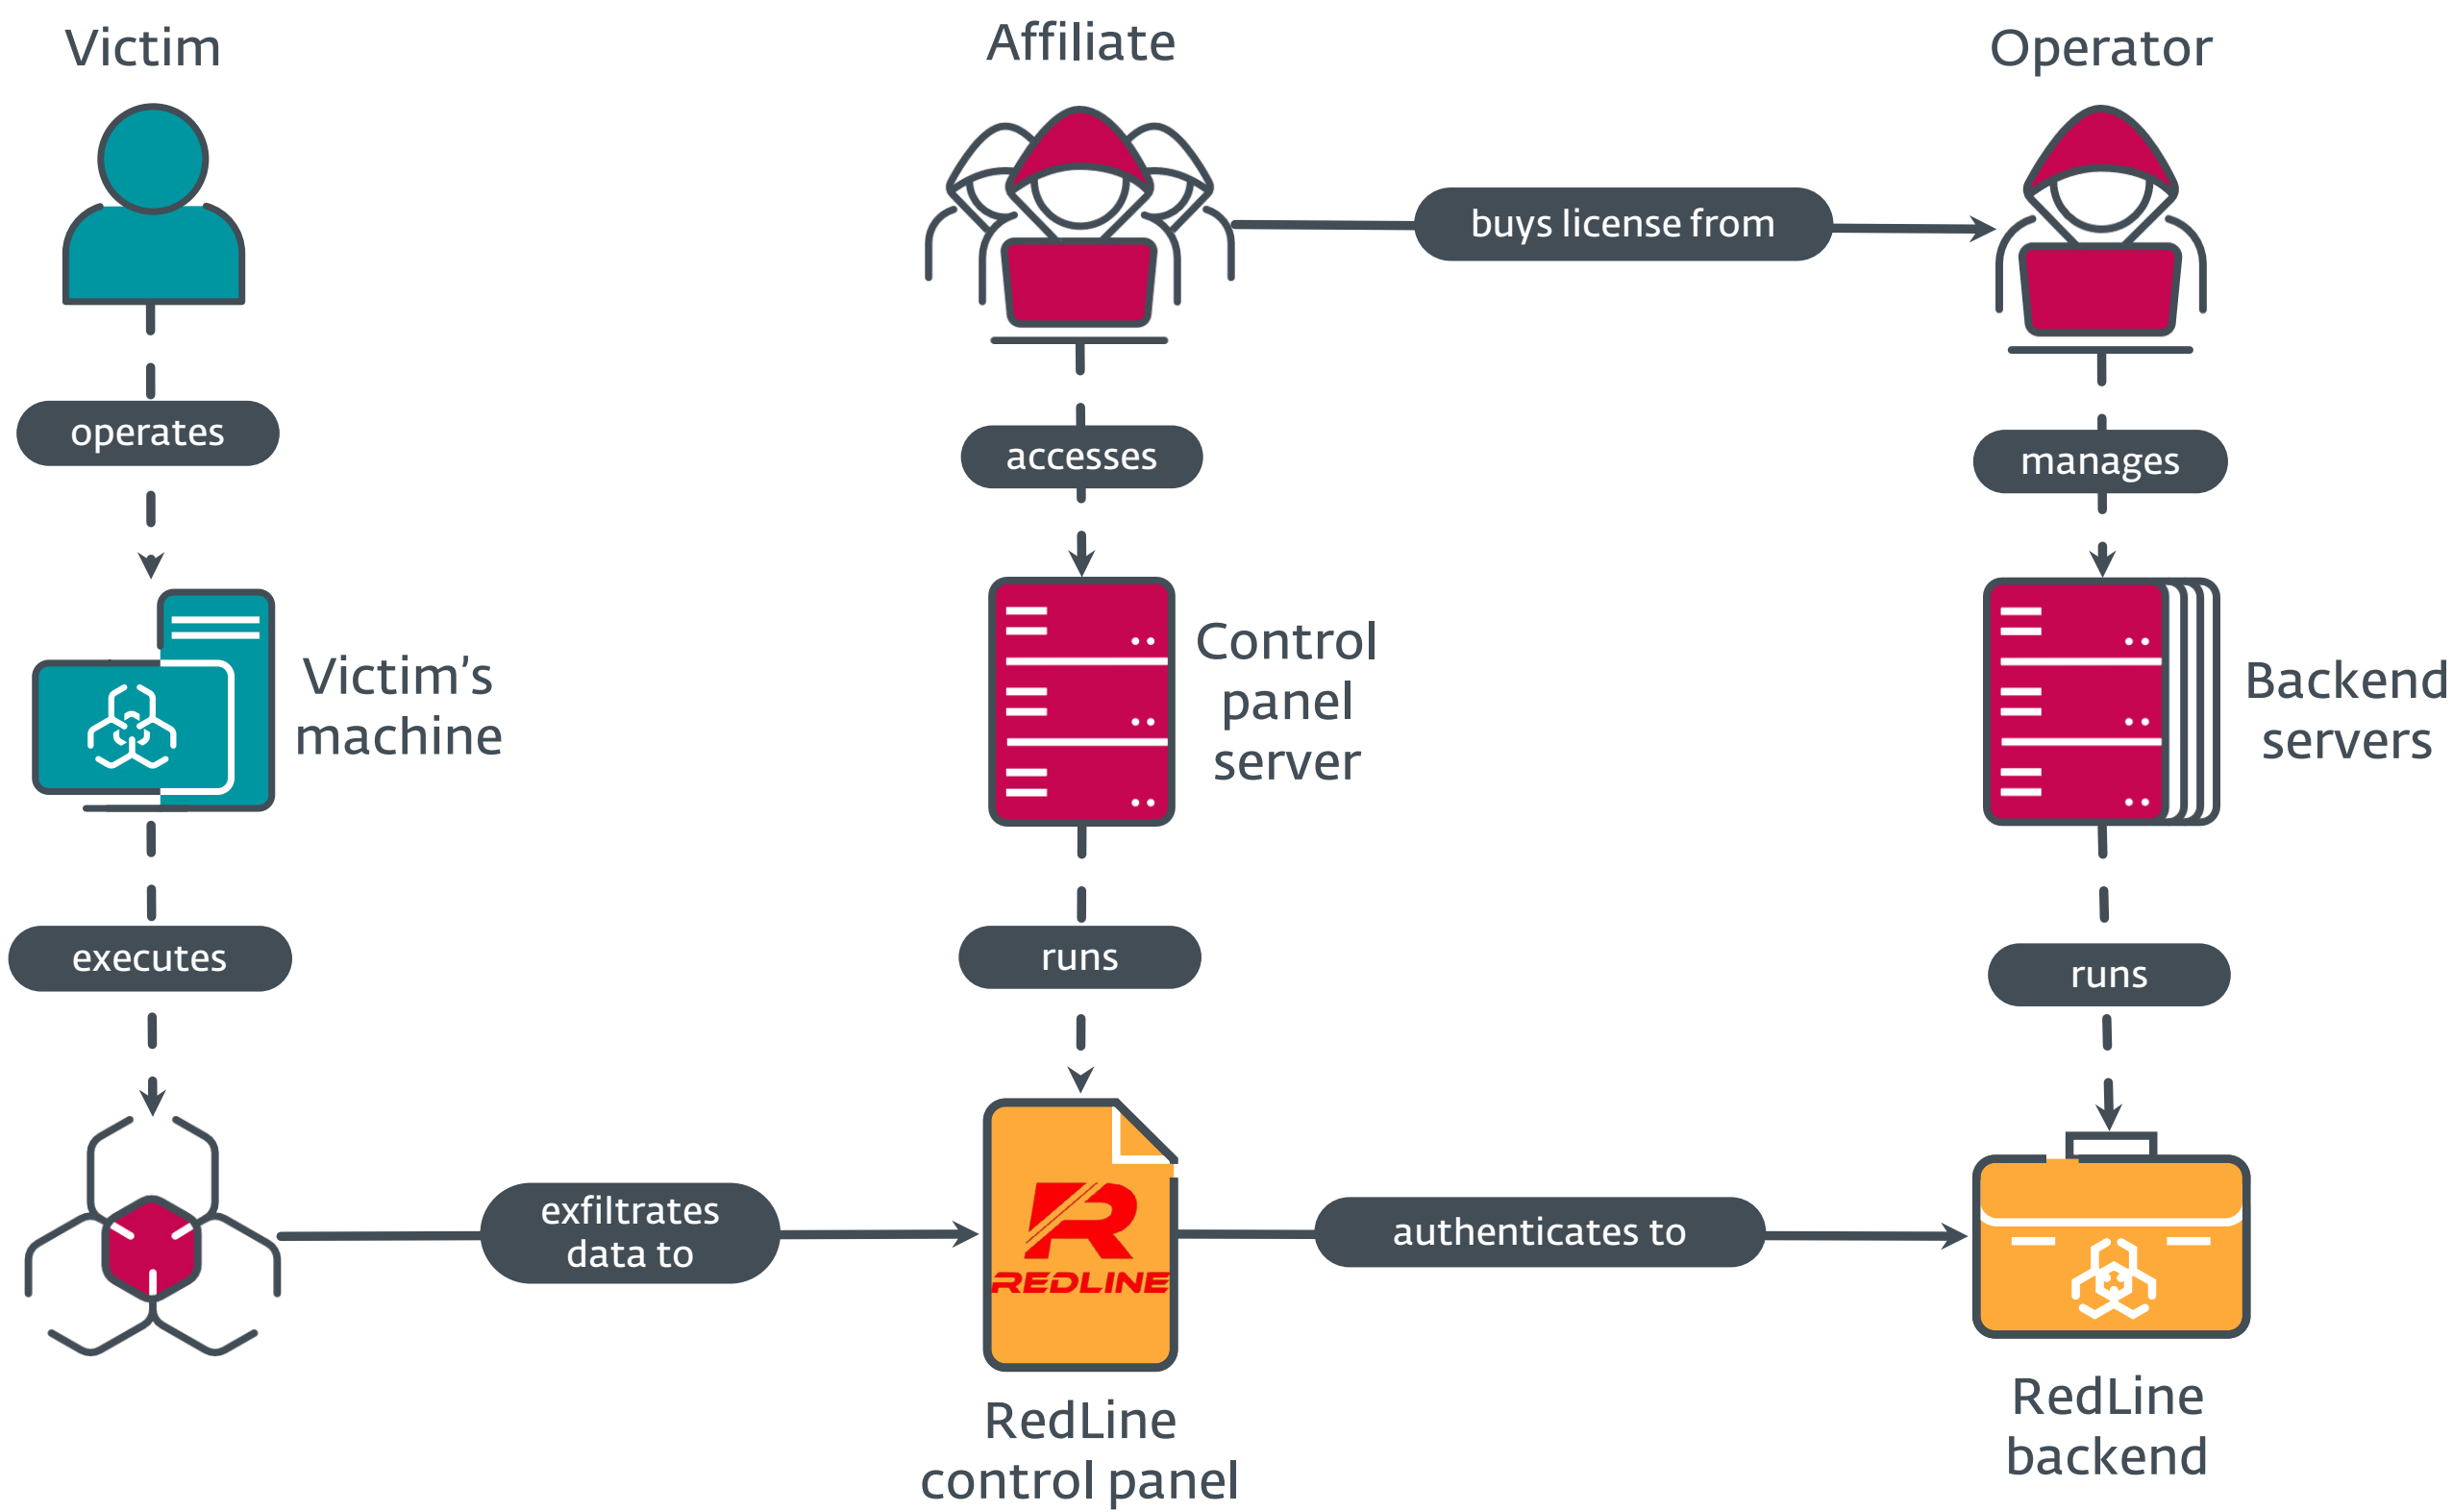 Victim
Affiliate
Operator
buys license from
operates
accesses
manages
Victim’s
machine
Control
panel
server
Backend
servers
executes
runs
runs
exfiltrates
data to
authenticates to
REDLINE
RedLine
control panel
RedLine
backend